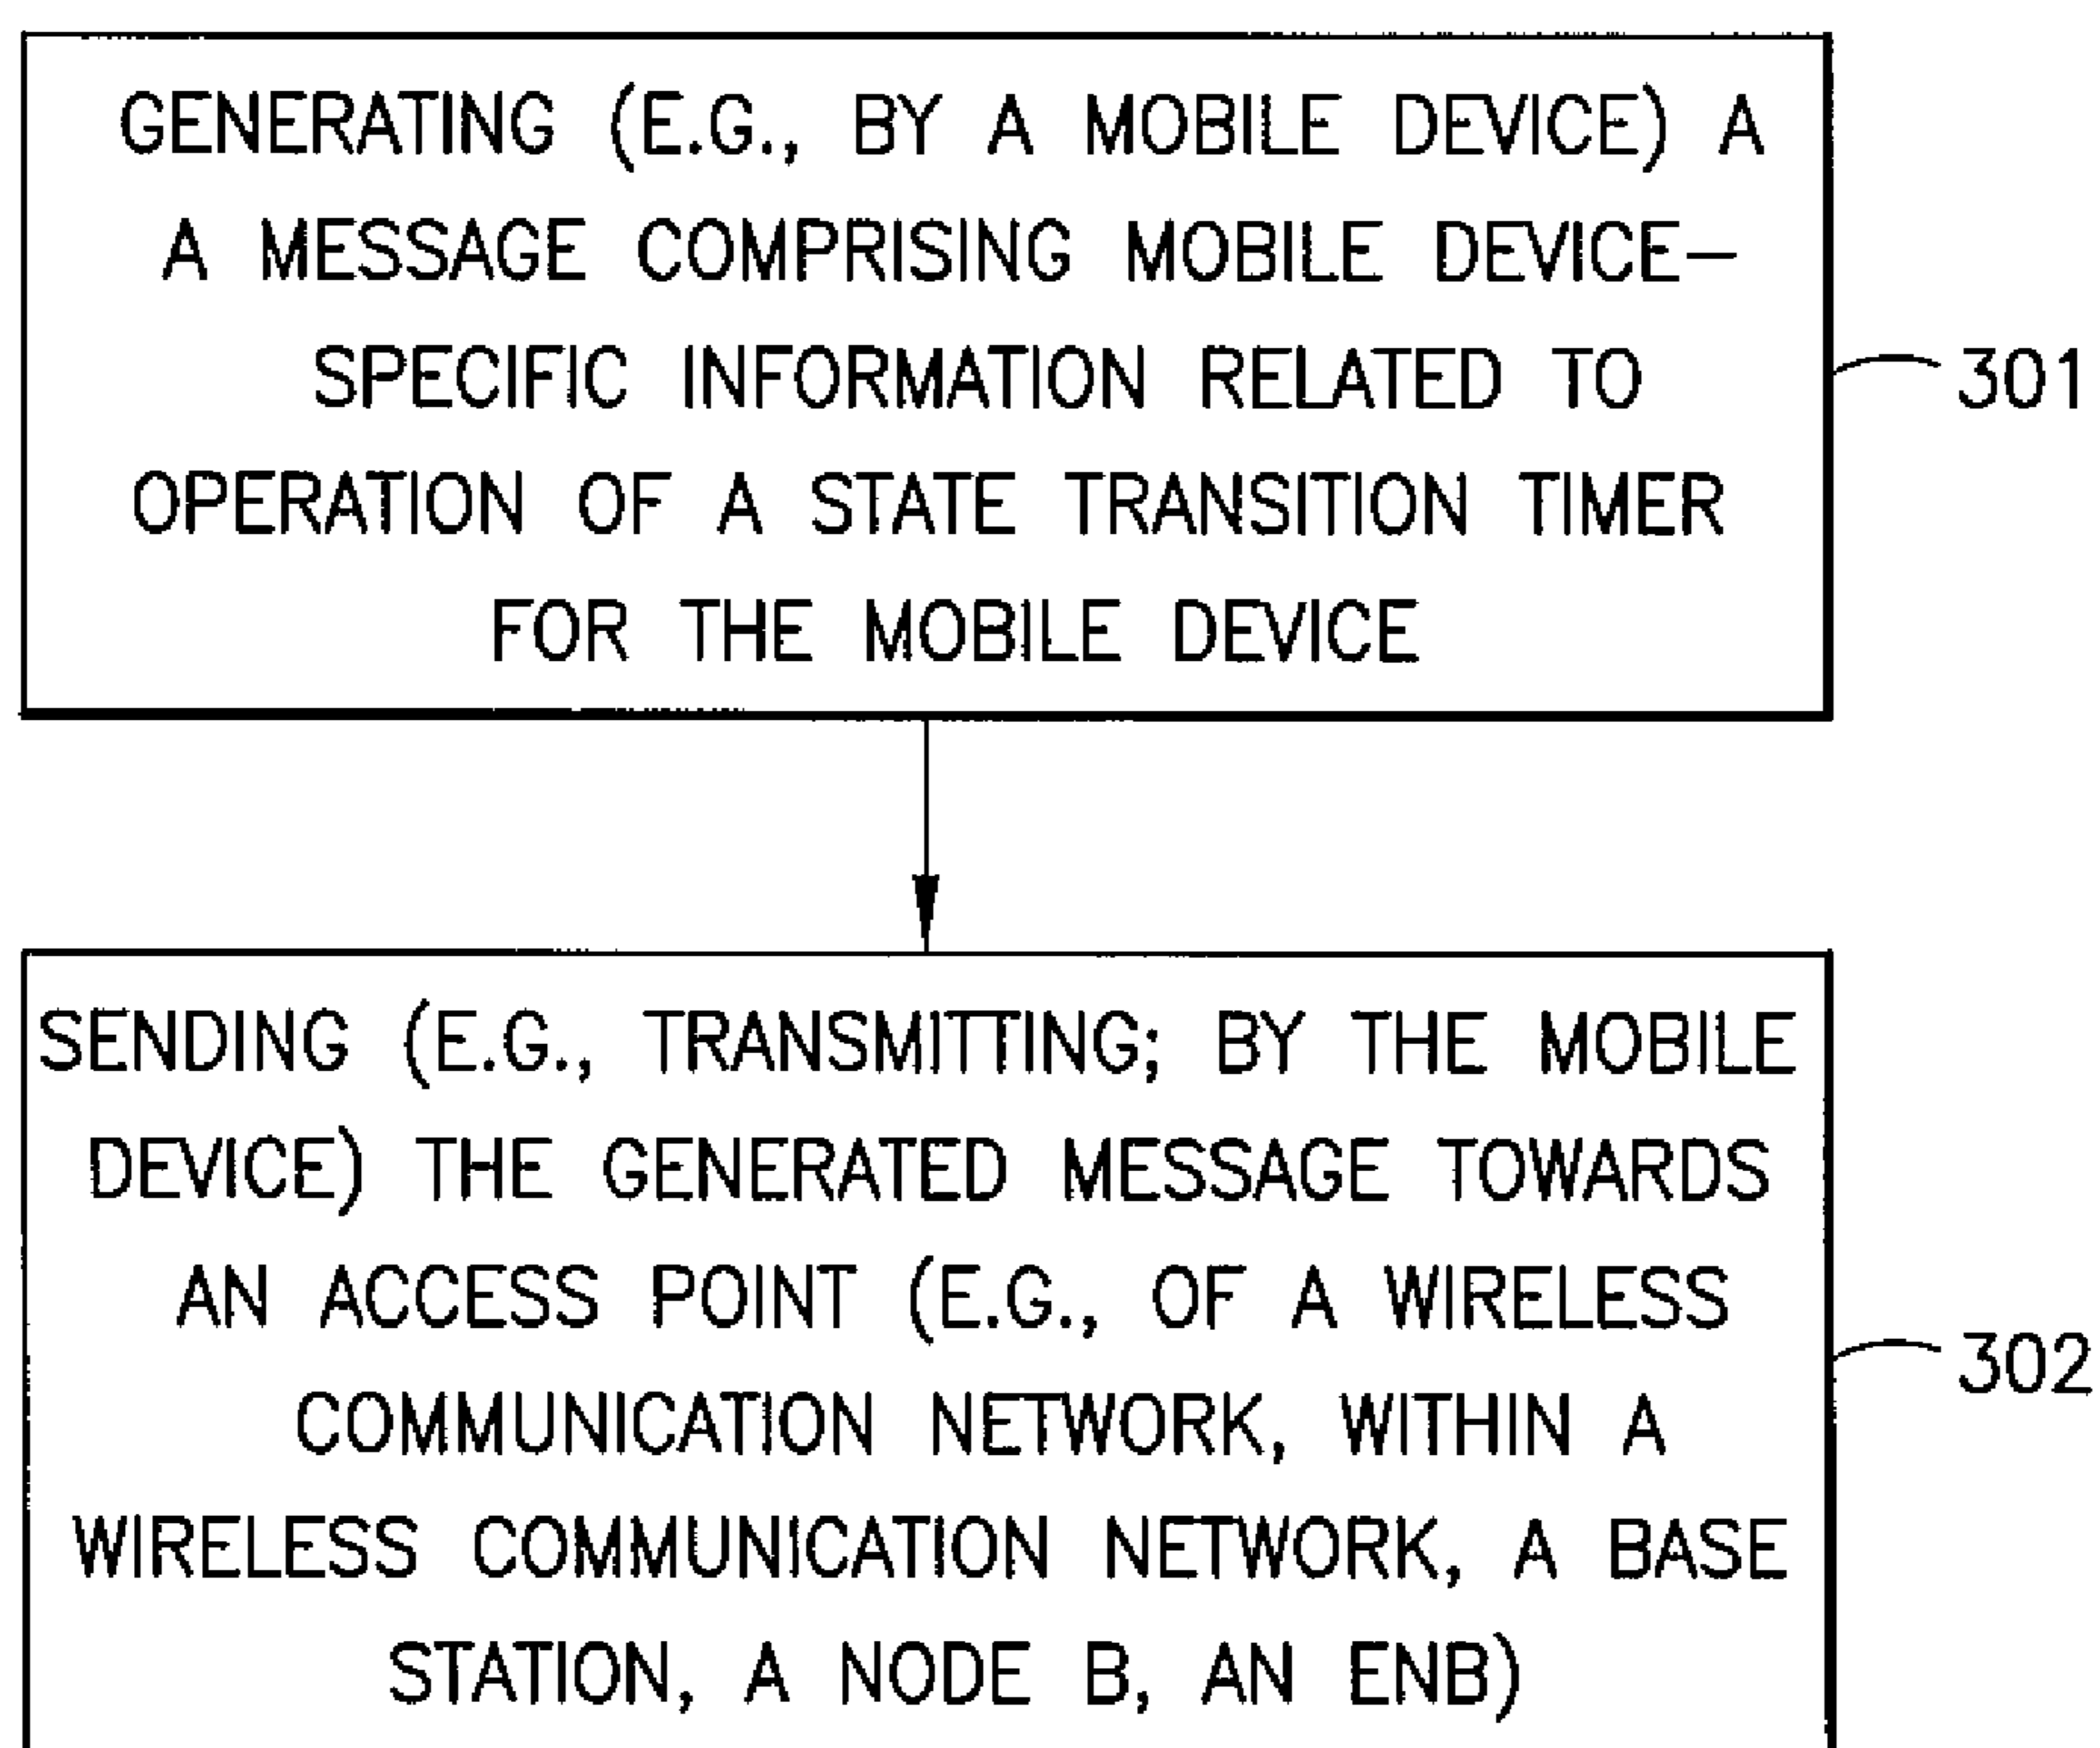 GENERATING (E.G., BY A MOBILE DEVICE) A
A MESSAGE COMPRISING MOBILE DEVICE–
SPECIFIC INFORMATION RELATED TO
OPERATION OF A STATE TRANSITION TIMER
FOR THE MOBILE DEVICE
301
SENDING (E.G., TRANSMITTING; BY THE MOBILE
DEVICE) THE GENERATED MESSAGE TOWARDS
AN ACCESS POINT (E.G., OF A WIRELESS
COMMUNICATION NETWORK, WITHIN A
WIRELESS COMMUNICATION NETWORK, A BASE
STATION, A NODE B, AN ENB)
302